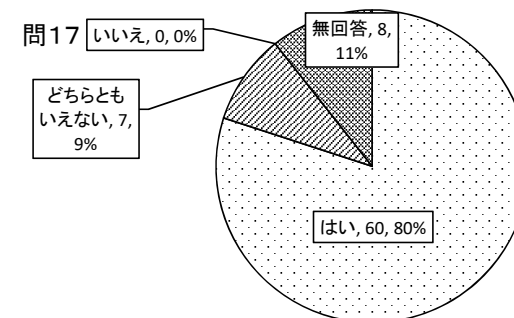 問17
いいえ, 0, 0%
無回答, 8,
11%
どちらとも
いえない, 7,
9%
はい, 60, 80%